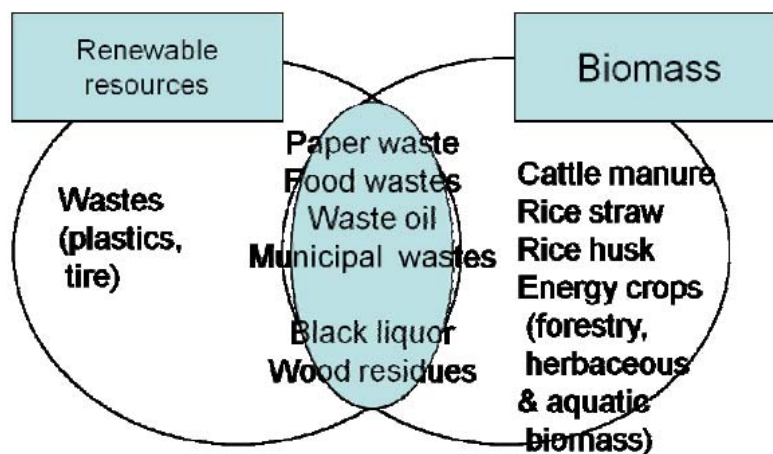 Renewable
resources
Biomass
Wastes
(plastics,
tire)
Paper waste
Food wastes
Waste oil
Municipal wastes
Black liquor
Wood residues
Cattle manure
Rice straw
Rice husk
Energy crops
(forestry,
herbaceous
& aquatic
biomass)